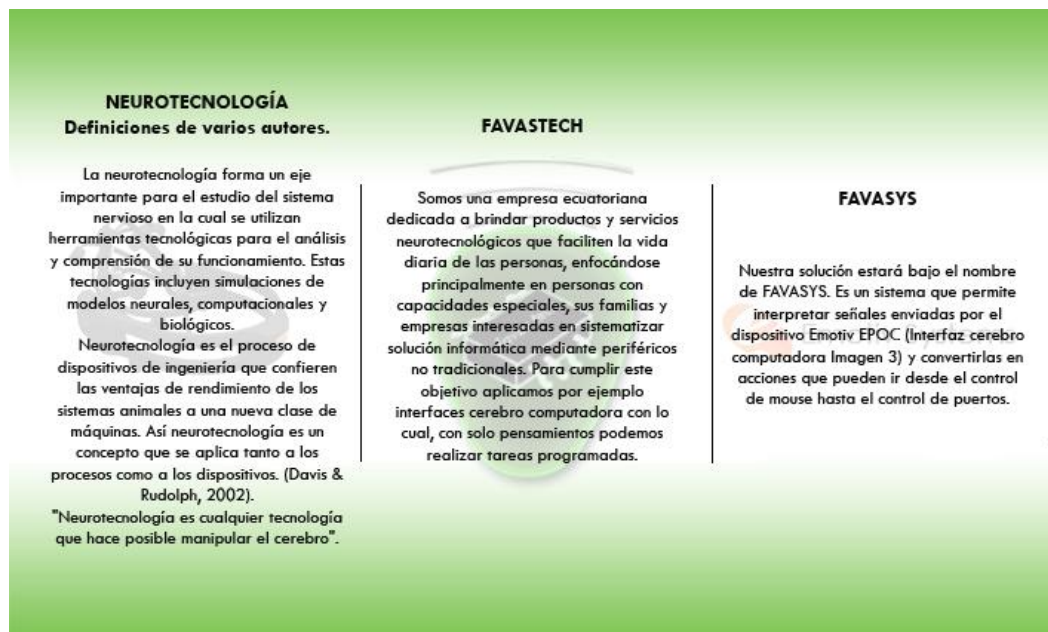 NEUROTECNOLOGÍA
Definiciones de varios autores.
La neurotecnología forma un eje
importante para el estudio del sistema
nervioso en la cual se utilizan
herramientas tecnológicas para el análisis
y comprensión de su funcionamiento. Estas
tecnologías incluyen simulaciones de
modelos neurales, computacionales y
biológicos.
Neurotecnología es el proceso de
dispositivos de ingeniería que confieren
las ventajas de rendimiento de los
sistemas animales a una nueva clase de
máquinas. Así neurotecnología es un
concepto que se aplica tanto a los
procesos como a los dispositivos. (Davis &
Rudolph, 2002).
"Neurotecnología es cualquier tecnología
que hace posible manipular el cerebro".
FAVASTECH
Somos una empresa ecuatoriana
dedicada a brindar productos y servicios
neurotecnológicos que faciliten la vida
diaria de las personas, enfocándose
principalmente en personas con
capacidades especiales, sus familias y
empresas interesadas en sistematizar
solución informática mediante periféricos
no tradicionales. Para cumplir este
objetivo aplicamos por ejemplo
interfaces cerebro computadora con lo
cual, con solo pensamientos podemos
realizar tareas programadas.
FAVASYS
Nuestra solución estará bajo el nombre
de FAVASYS. Es un sistema que permite
interpretar señales enviadas por el
dispositivo Emotiv EPOC (Interfaz cerebro
computadora Imagen 3) y convertirlas en
acciones que pueden ir desde el control
de mouse hasta el control de puertos.